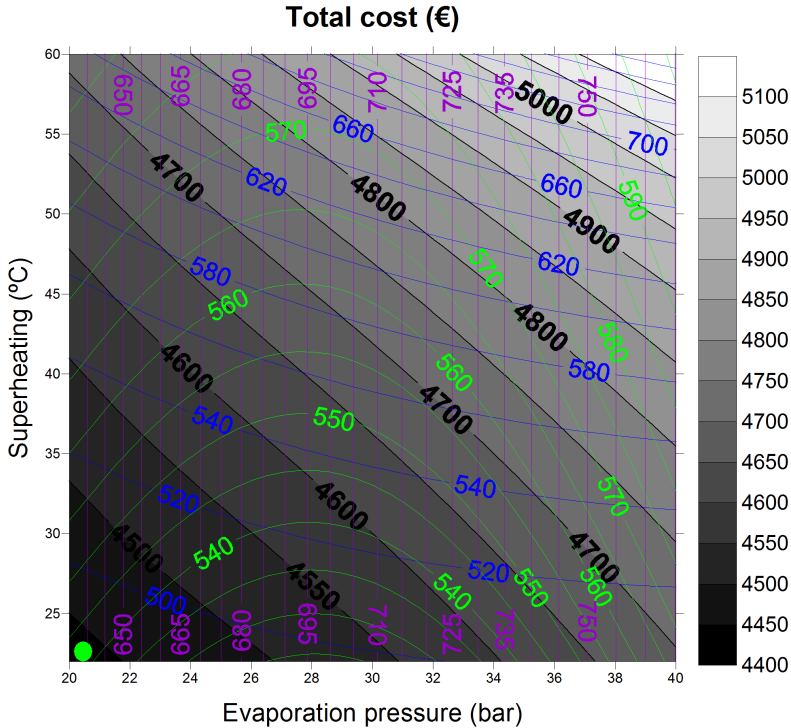 Total cost (€)
60
55
50
45
40
35
30
25
20 22 24 26 28 30 32 34 36 38 40
Superheating (ºC)
Evaporation pressure (bar)
650 665 680 695 710 725 735 750
5000
570 660 700
4700 620 4800 660 590
4900
580 570 620
560 4800 560
4600 560 580
540 550 4700
520 4600 540 570
4500 540 4700
4550 520 550 560
500 540
650 665 680 695 710 725 735 750
5100
5050
5000
4950
4900
4850
4800
4750
4700
4650
4600
4550
4500
4450
4400